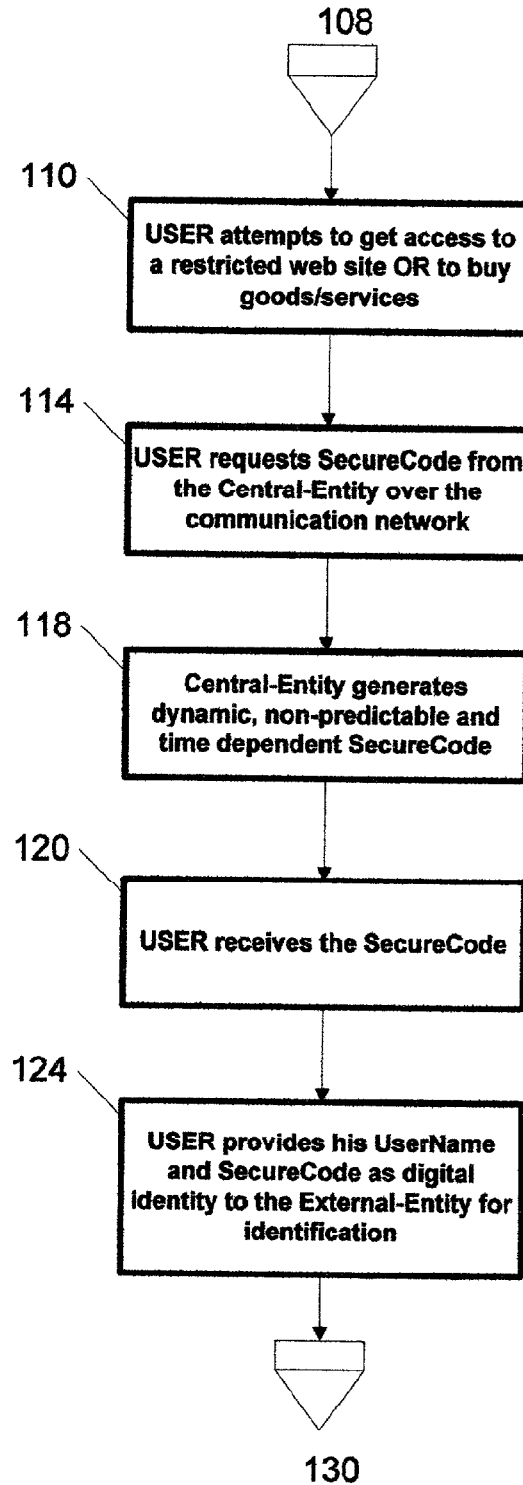 108
110
USER attempts to get access to
a restricted web site OR to buy
goods/services
114
USER requests SecureCode from
the Central-Entity over the
communication network
118
Central-Entity generates
dynamic, non-predictable and
time dependent SecureCode
120
USER receives the SecureCode
124
USER provides his UserName
and SecureCode as digital
identity to the External-Entity for
identification
130